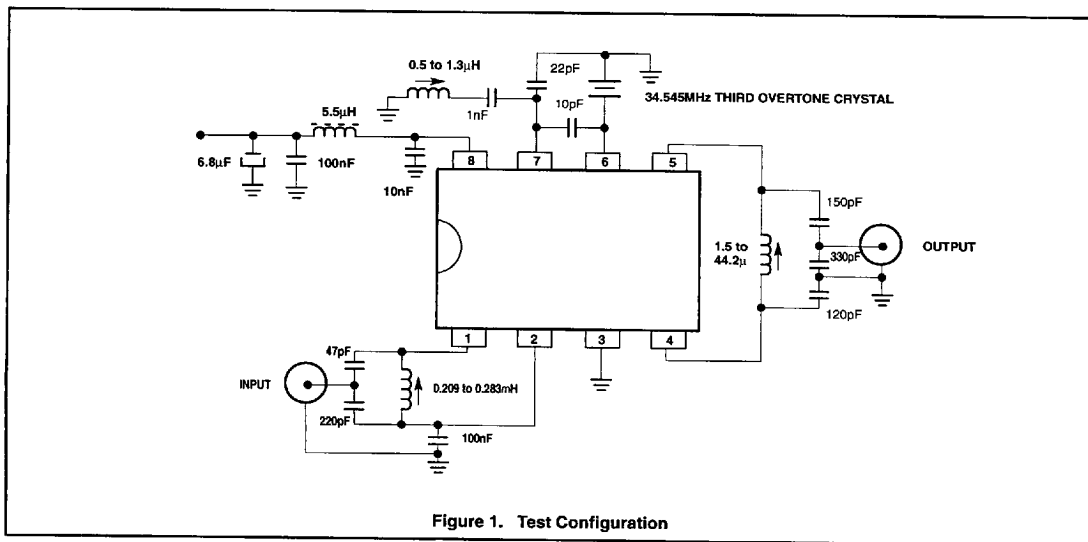 0.5 to 1.3μH
22pF
34.545MHz THIRD OVERTONE CRYSTAL
1nF
10pF
5.5μH
6.8μF
100nF
10nF
8
7
6
5
150pF
1.5 to
44.2μ
330pF
OUTPUT
120pF
1
2
3
4
47pF
INPUT
0.209 to 0.283mH
220pF
100nF
Figure 1. Test Configuration